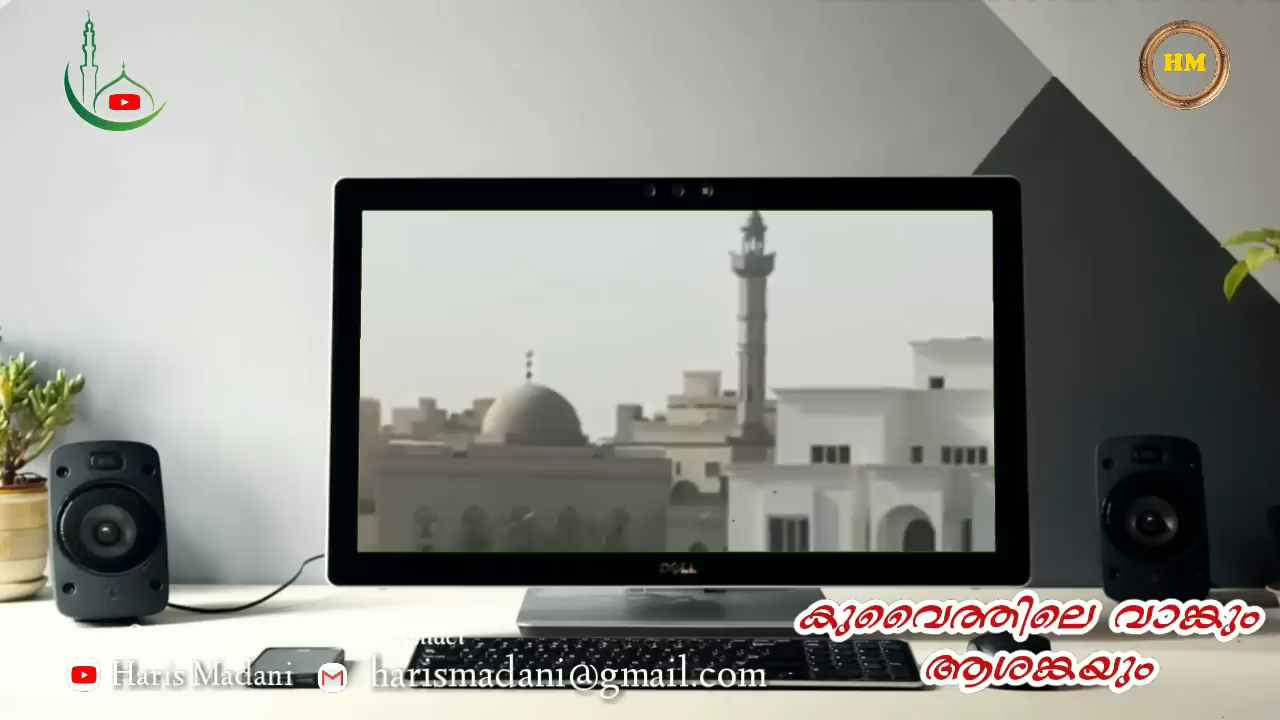 HM
DELL
കുവൈത്തിലെ വാങ്കും
ആശങ്കയും
Haris Madani
harismadani@gmail.com